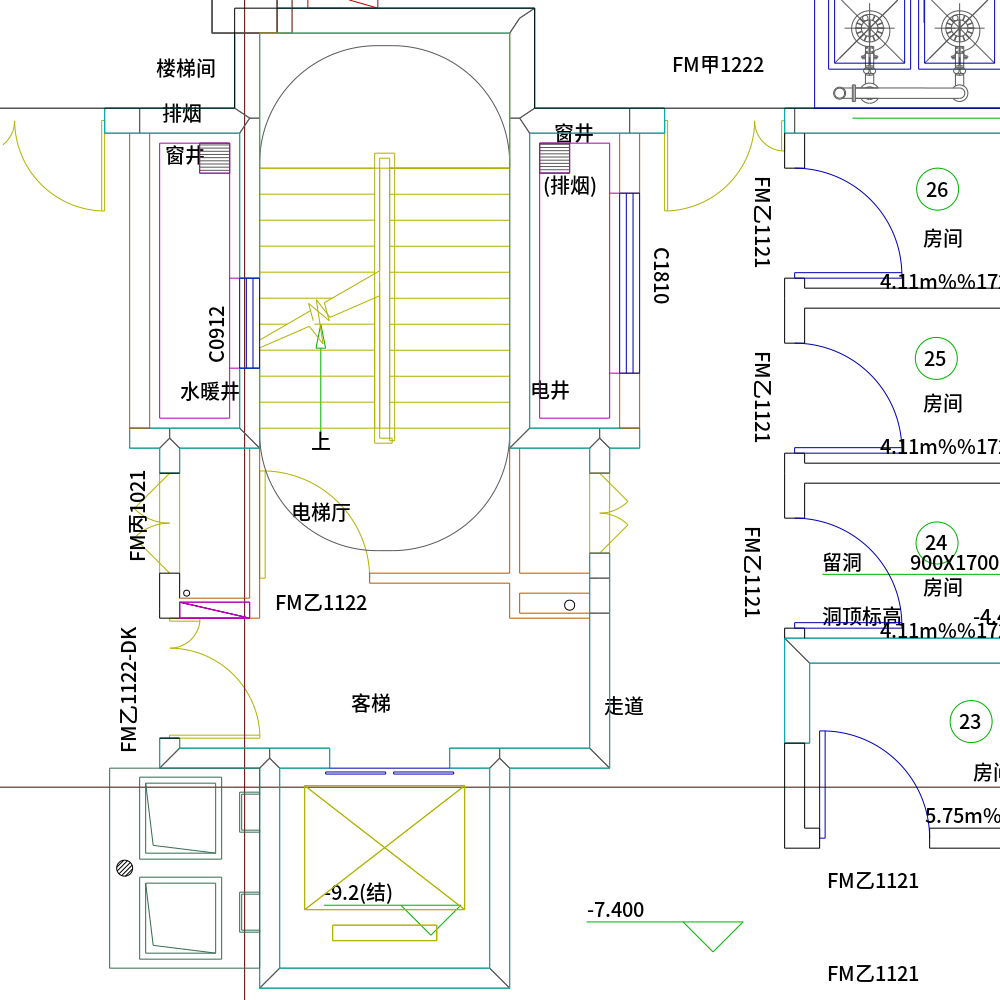 楼梯间
FM甲1222
排烟
窗井
窗井
(排烟)
FM乙1121
26
房间
C1810
4.11m%%17
C0912
水暖井
电井
FM乙1121
25
房间
上
4.11m%%17
FM丙1021
电梯厅
FM乙1121
24
留洞
900X1700
房间
FM乙1122
洞顶标高
-4.4
4.11m%%17
FM乙1122-DK
客梯
走道
23
房间
5.75m%
-9.2(结)
-7.400
FM乙1121
FM乙1121